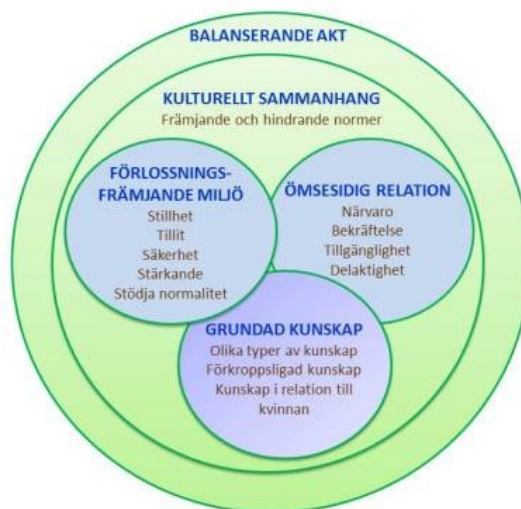 BALANSERANDE AKT
KULTURELLT SAMMANHANG
Främjande och hindrande normer
FÖRLOSSNINGS-
FRÄMJANDE MILJÖ
Stillhet
Tillit
Säkerhet
Stärkande
Stödja normalitet
ÖMSESIDIG RELATION
Närvaro
Bekräftelse
Tillgänglighet
Delaktighet
GRUNDAD KUNSKAP
Olika typer av kunskap
Förkroppsligad kunskap
Kunskap i relation till
kvinnan